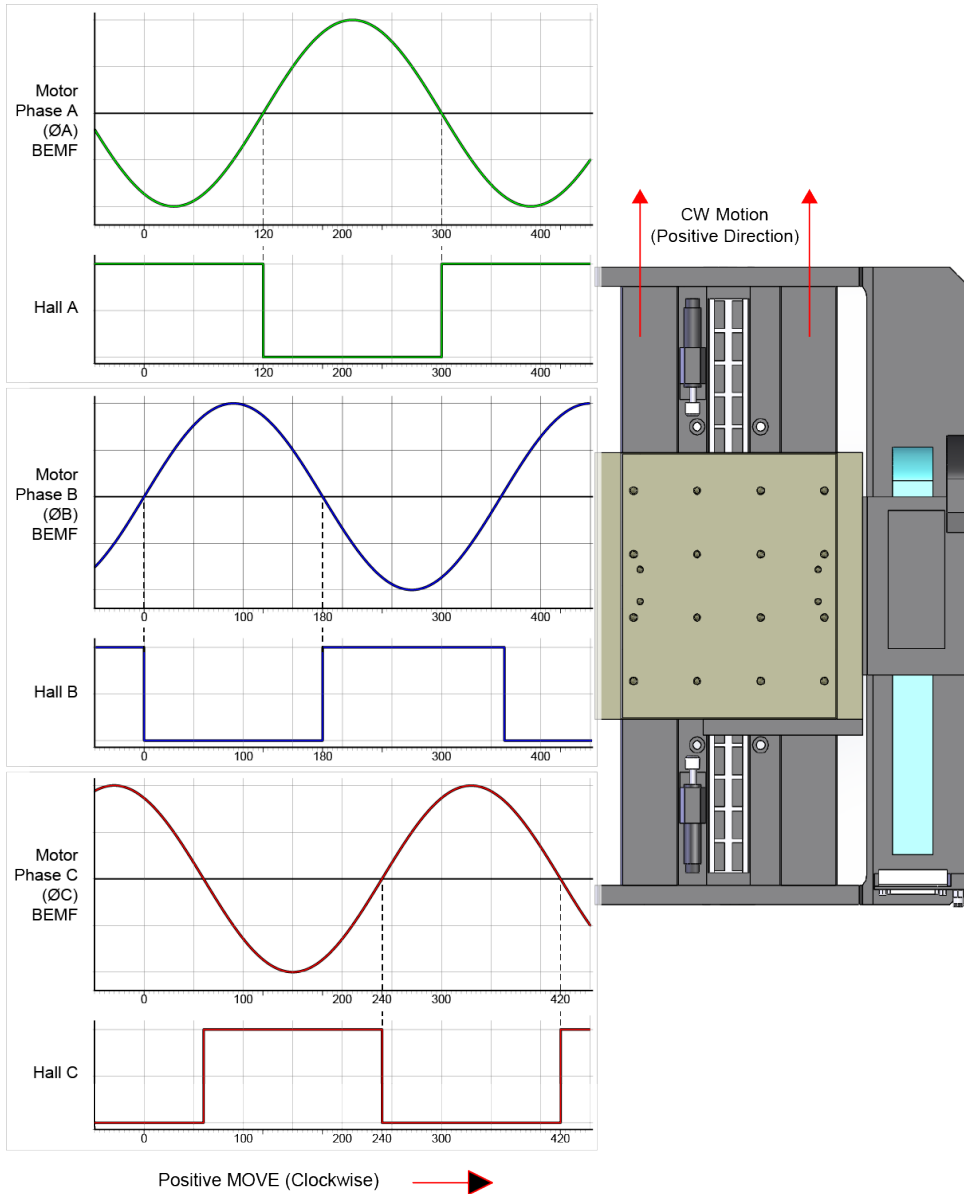 Motor
Phase A
(ØA)
BEMF
0
120
200
300
400
Hall A
0
120
200
300
400
Motor
Phase B
(ØB)
BEMF
0
100
180
300
400
Hall B
0
100
180
300
400
Motor
Phase C
(ØC)
BEMF
0
100
200
240
300
420
Hall C
0
100
200
240
300
420
Positive MOVE (Clockwise)
CW Motion
(Positive Direction)